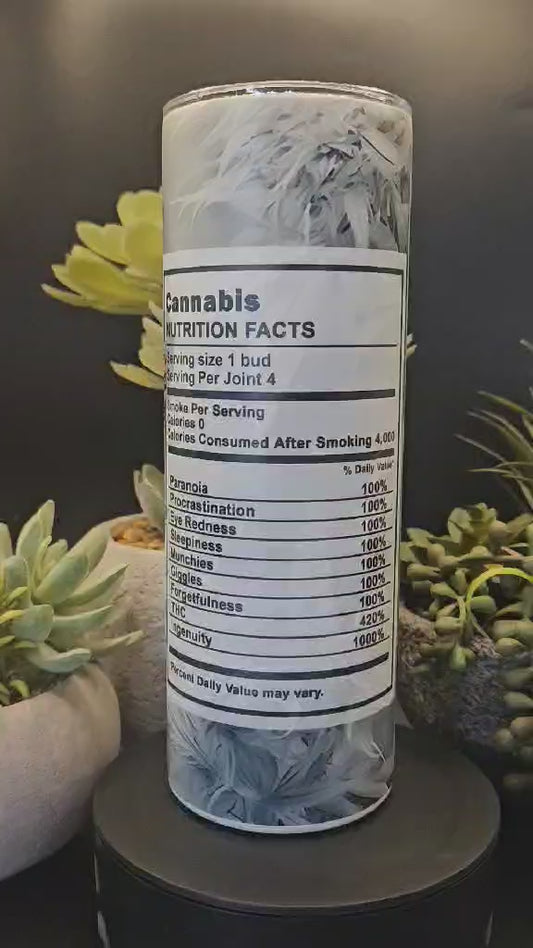 Cannabis
NUTRITION FACTS
Serving size 1 bud
Serving Per Joint 4
Smoke Per Serving
Calories 0
Calories Consumed After Smoking 4,000
% Daily Value*
Paranoia 100%
Procrastination 100%
Eye Redness 100%
Sleepiness 100%
Munchies 100%
Giggles 100%
Forgetfulness 100%
THC 420%
Ingenuity 1000%
Percent Daily Value may vary.